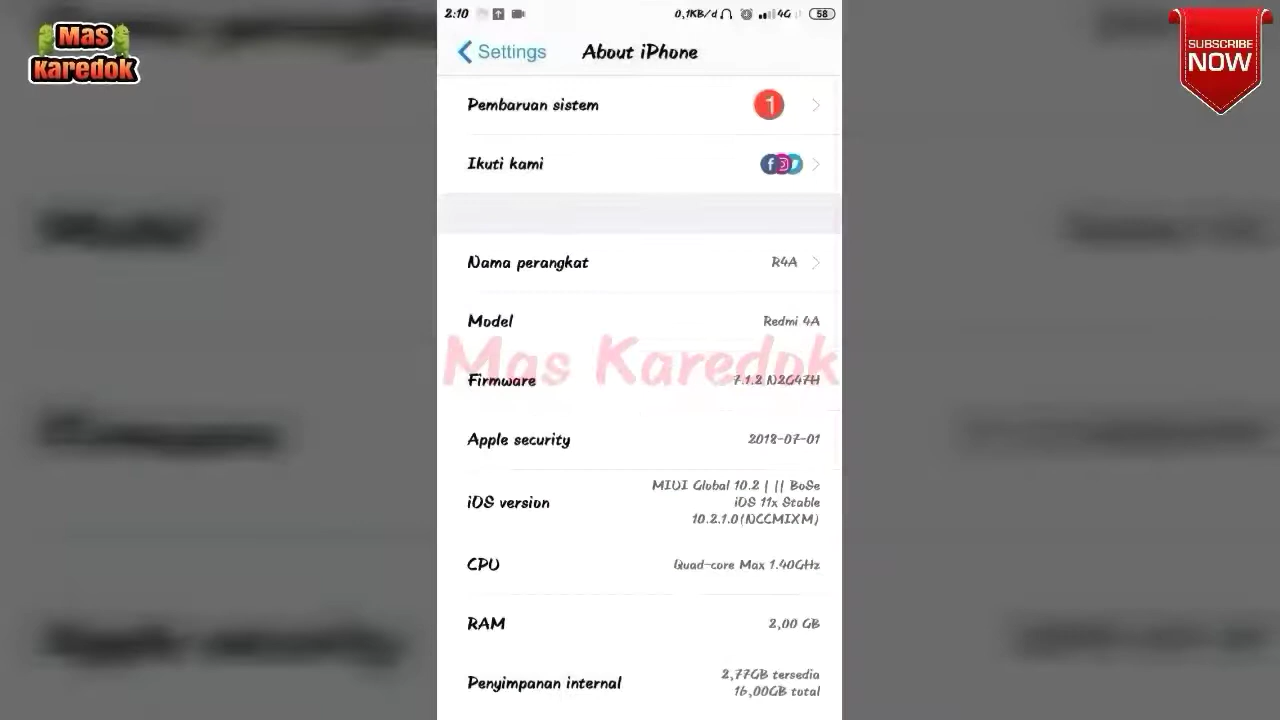 Mas
Karedok
SUBSCRIBE
NOW
2:10
0,1KB/d
4G
58
Settings
About iPhone
Pembaruan sistem
1
Ikuti kami
Nama perangkat
R4A
Model
Redmi 4A
Mas Karedok
Firmware
7.1.2 N2G47H
Apple security
2018-07-01
iOS version
MIUI Global 10.2 | || BoSe
iOS 11x Stable
10.2.1.0(NCCMIXM)
CPU
Quad-core Max 1.40GHz
RAM
2,00 GB
Penyimpanan internal
2,77GB tersedia
16,00GB total